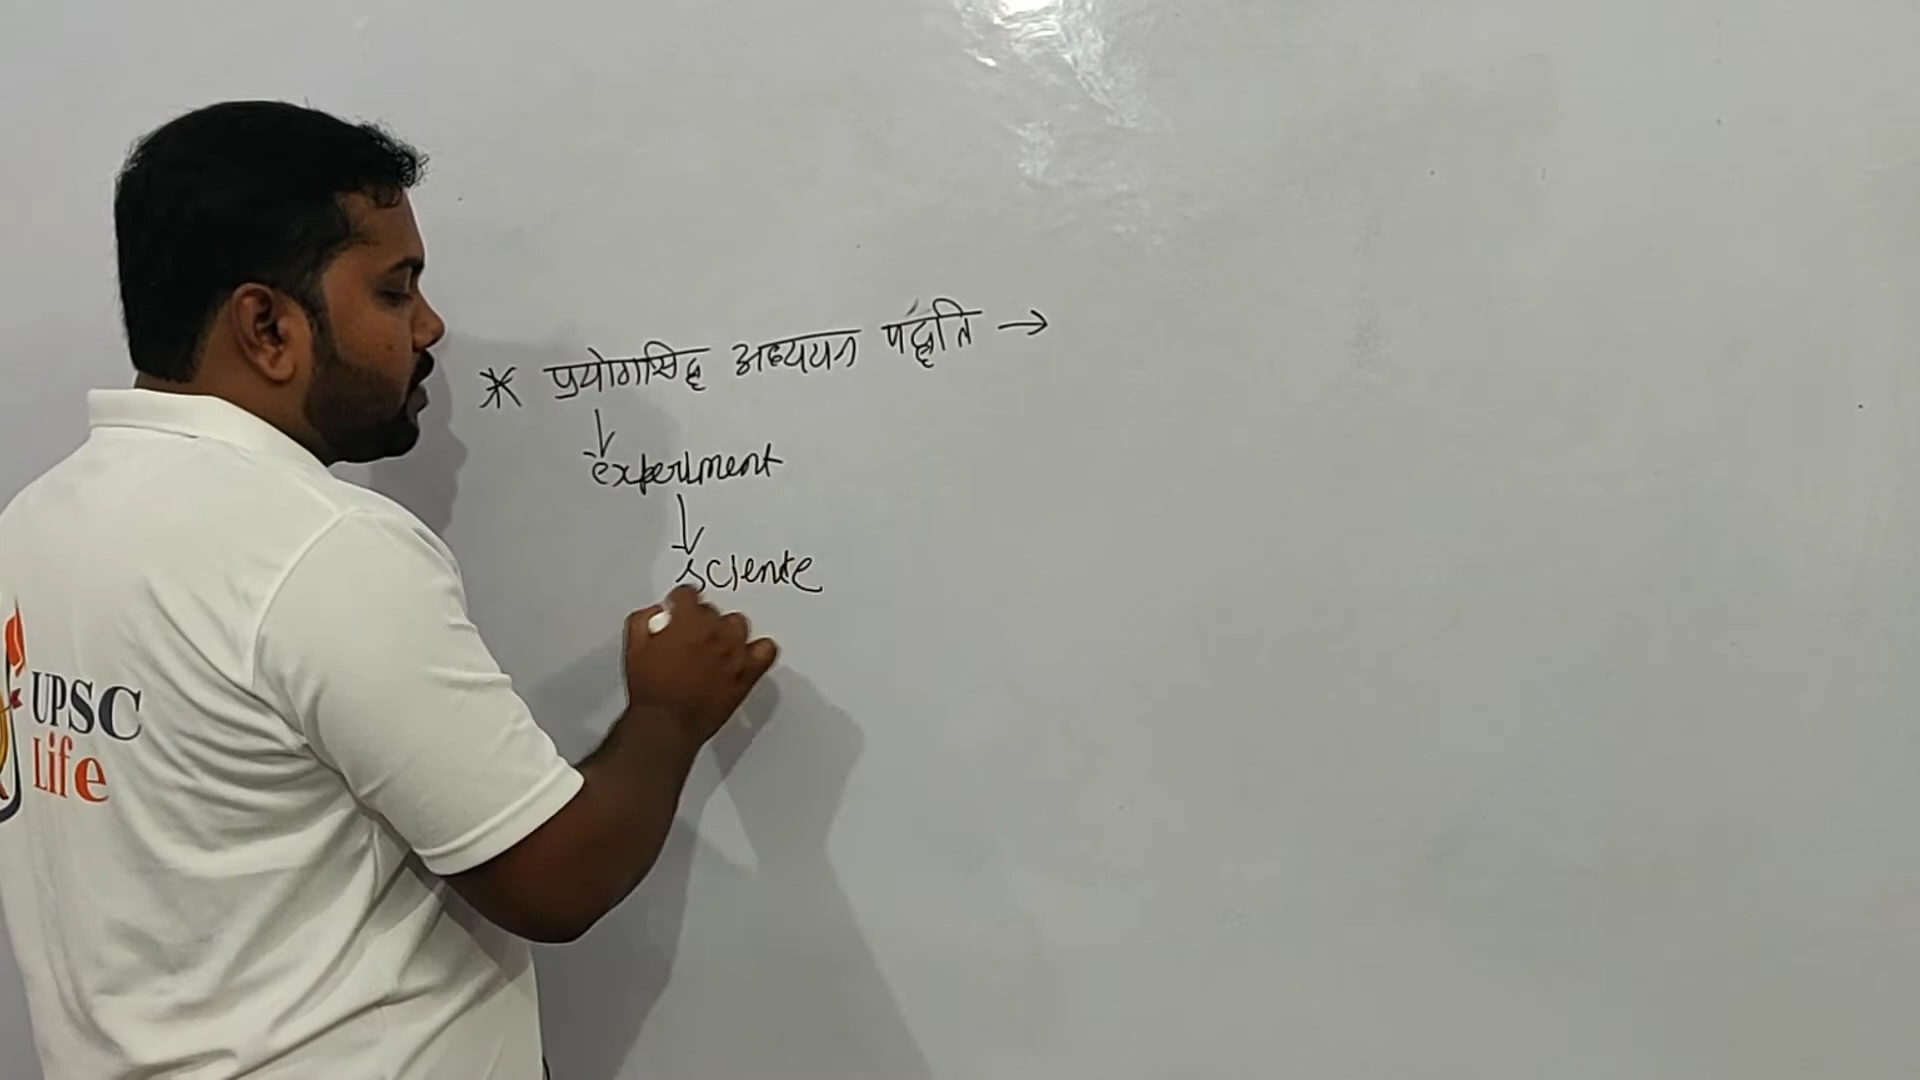 * प्रयोगसिद्ध अध्ययन पद्धति →
experiment
science
UPSC
Life